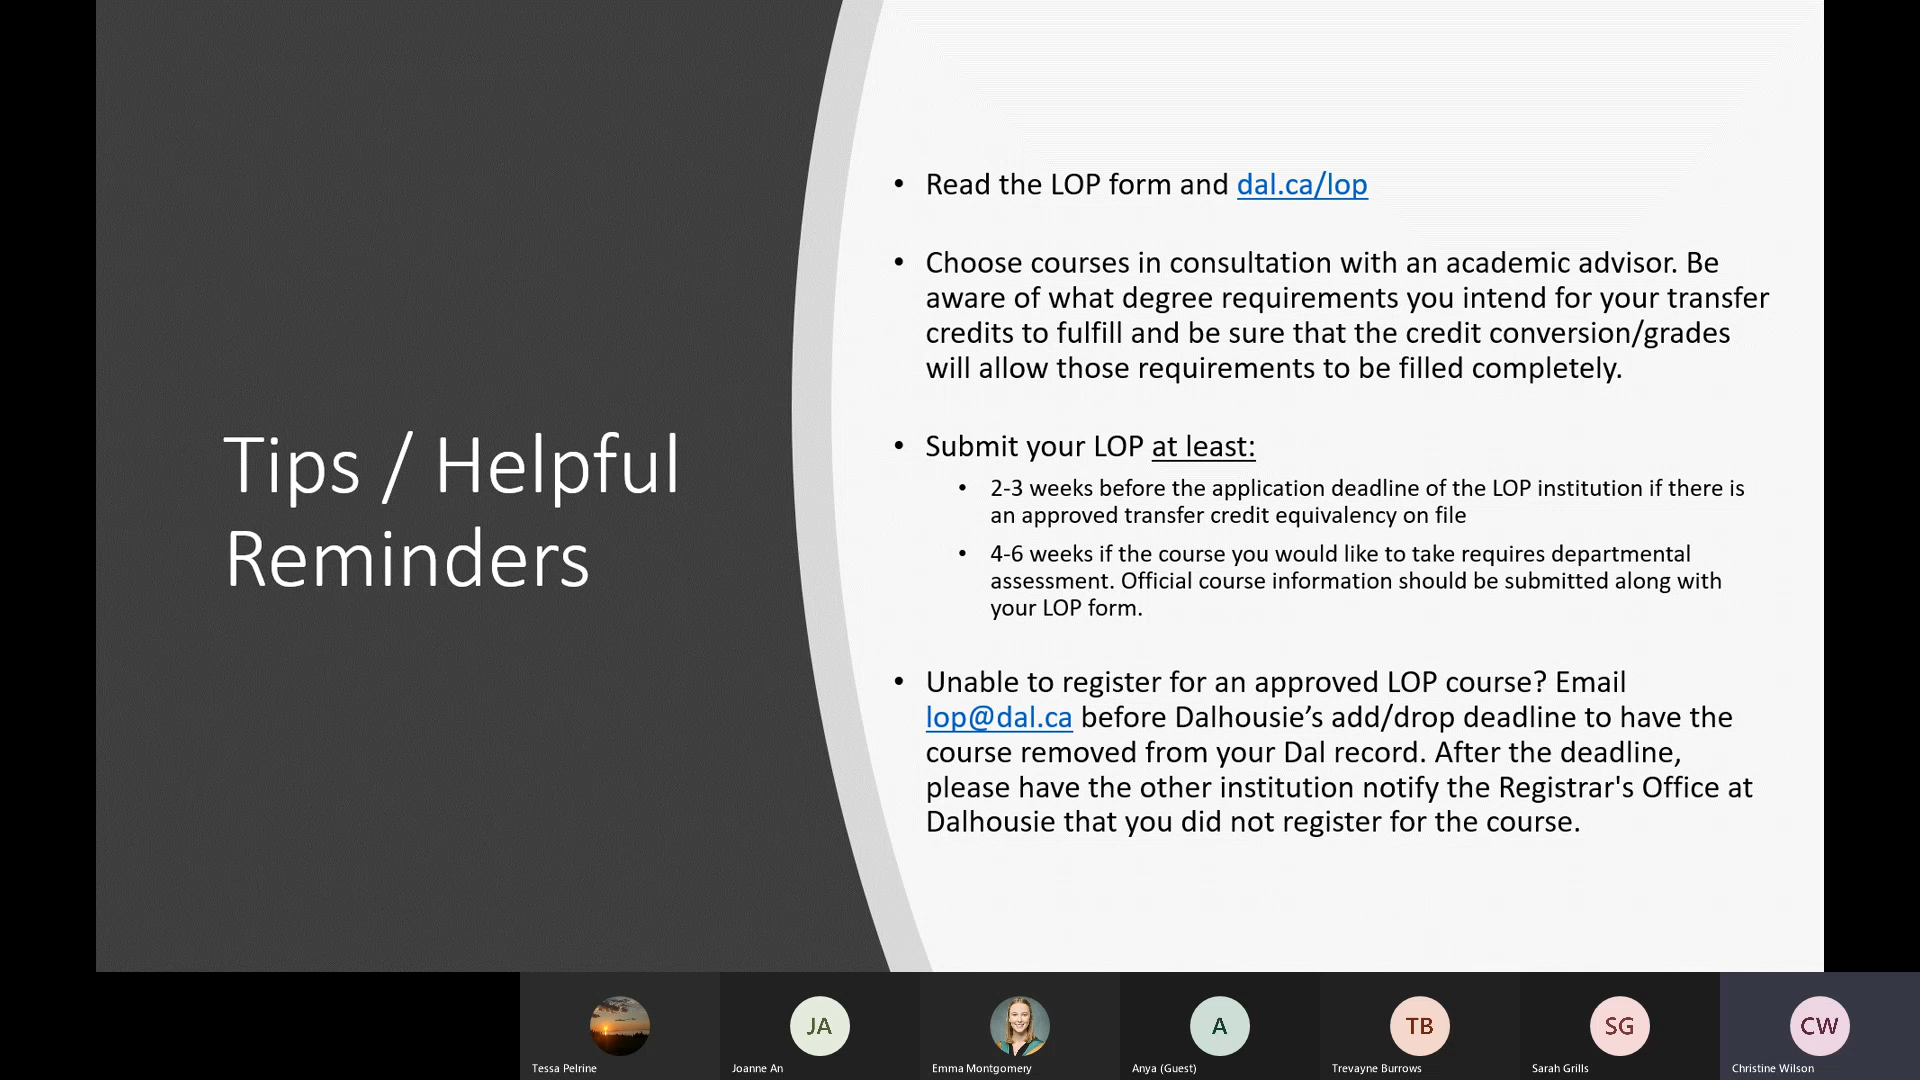 Tips / Helpful
Reminders
• Read the LOP form and dal.ca/lop
• Choose courses in consultation with an academic advisor. Be
aware of what degree requirements you intend for your transfer
credits to fulfill and be sure that the credit conversion/grades
will allow those requirements to be filled completely.
• Submit your LOP at least:
• 2-3 weeks before the application deadline of the LOP institution if there is
an approved transfer credit equivalency on file
• 4-6 weeks if the course you would like to take requires departmental
assessment. Official course information should be submitted along with
your LOP form.
• Unable to register for an approved LOP course? Email
lop@dal.ca before Dalhousie’s add/drop deadline to have the
course removed from your Dal record. After the deadline,
please have the other institution notify the Registrar's Office at
Dalhousie that you did not register for the course.
JA
A
TB
SG
CW
Tessa Pelrine
Joanne An
Emma Montgomery
Anya (Guest)
Trevayne Burrows
Sarah Grills
Christine Wilson